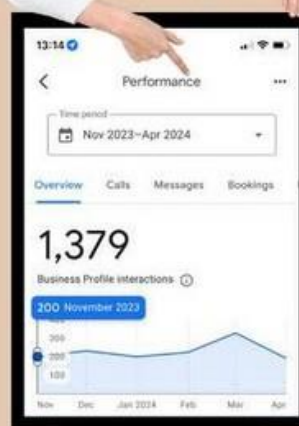 13:14
Performance
Time period
Nov 2023–Apr 2024
Overview Calls Messages Bookings
1,379
Business Profile interactions
200 November 2023
300
200
100
Nov Dec Jan 2024 Feb Mar Apr